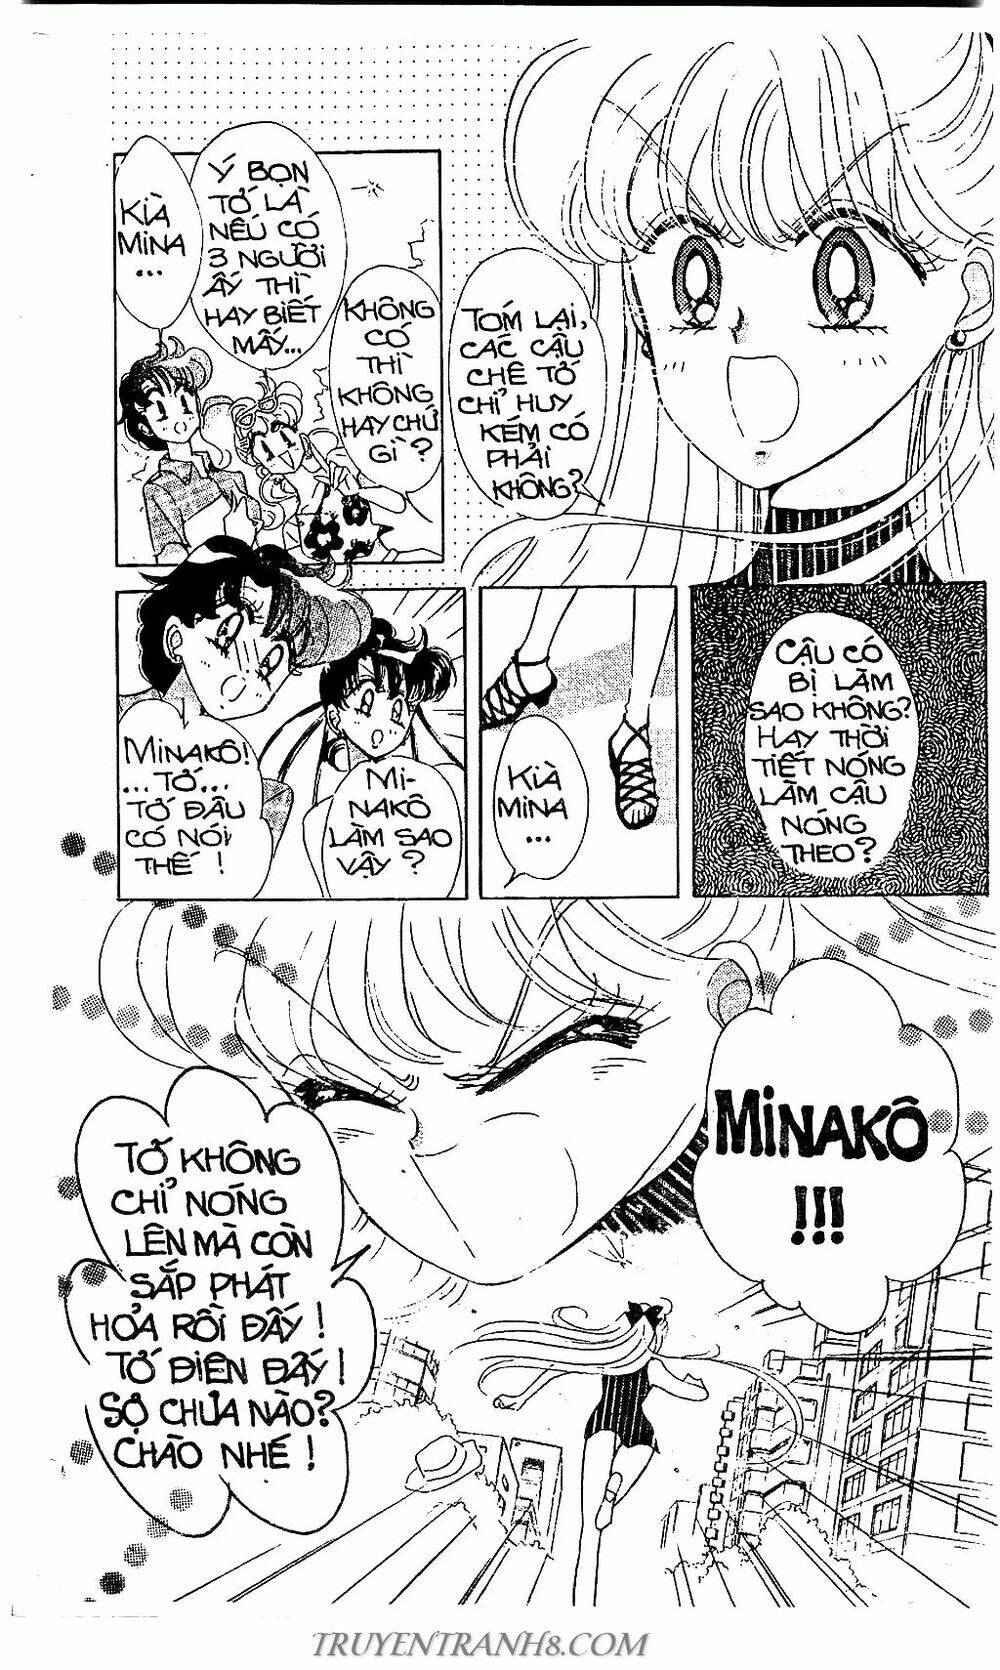 KIÀ
MINA
...
Ý BỌN
TỚ LÀ
NẾU CÓ
3 NGƯỜI
ẤY THÌ
HAY BIẾT
MẤY...
KHÔNG
CÓ
THÌ
KHÔNG
HAY CHỨ
GÌ?
TÓM LẠI,
CÁC CẬU
CHÊ TỚ
CHỈ HUY
KÉM CÓ
PHẢI
KHÔNG?
MINAKÔ!
...TỚ...
TỚ ĐÂU
CÓ NÓI
THẾ!
MI-
NAKÔ
LÀM SAO
VẬY?
KIÀ
MINA
...
CẬU CÓ
BỊ LÀM
SAO KHÔNG?
HAY THỜI
TIẾT NÓNG
LÀM CẬU
NÓNG
THEO?
MINAKÔ
!!!
TỚ KHÔNG
CHỈ NÓNG
LÊN MÀ CÒN
SẮP PHÁT
HỎA RỒI ĐẤY!
TỚ ĐIÊN ĐẤY!
SỢ CHƯA NÀO?
CHÀO NHÉ!
TRUYENTRANH8.COM